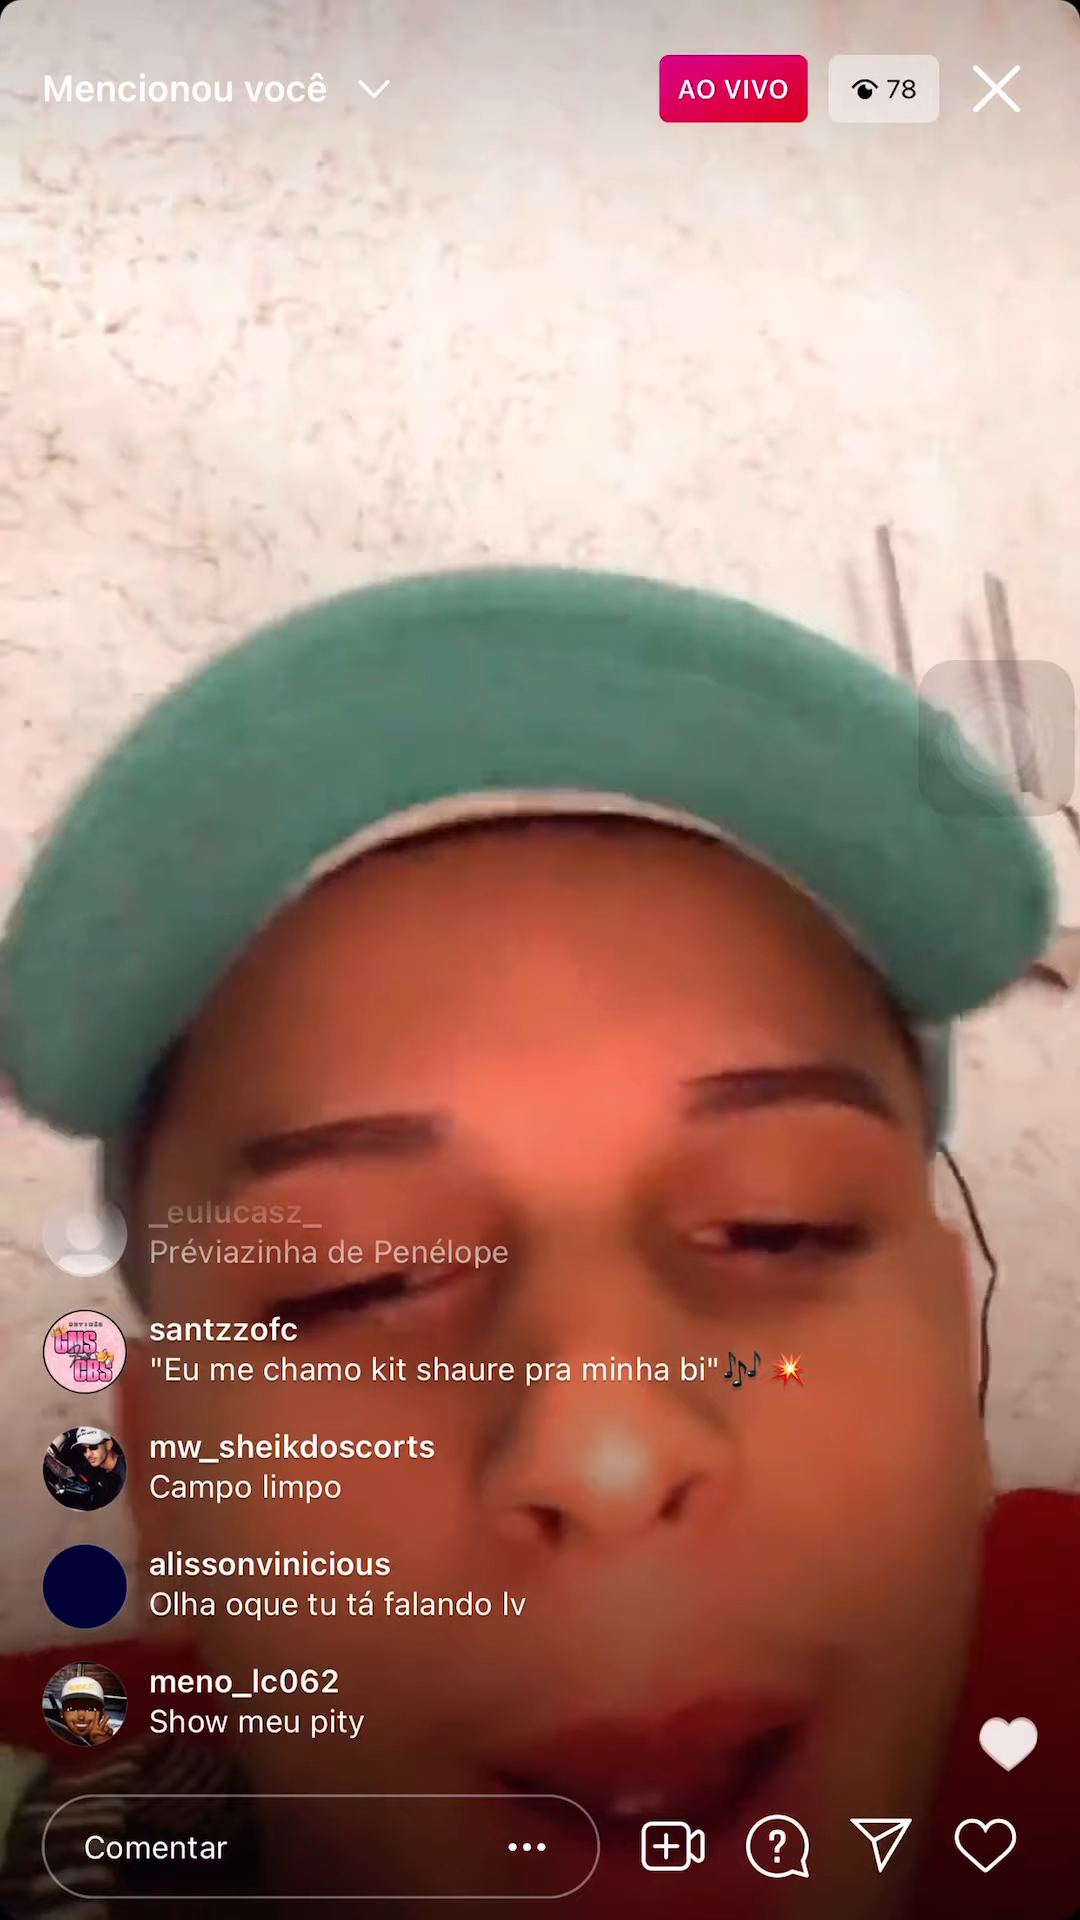 Mencionou você
AO VIVO
78
_eulucasz_
Préviazinha de Penélope
santzzofc
"Eu me chamo kit shaure pra minha bi"🎶 💥
mw_sheikdoscorts
Campo limpo
alissonvinicious
Olha oque tu tá falando lv
meno_lc062
Show meu pity
Comentar